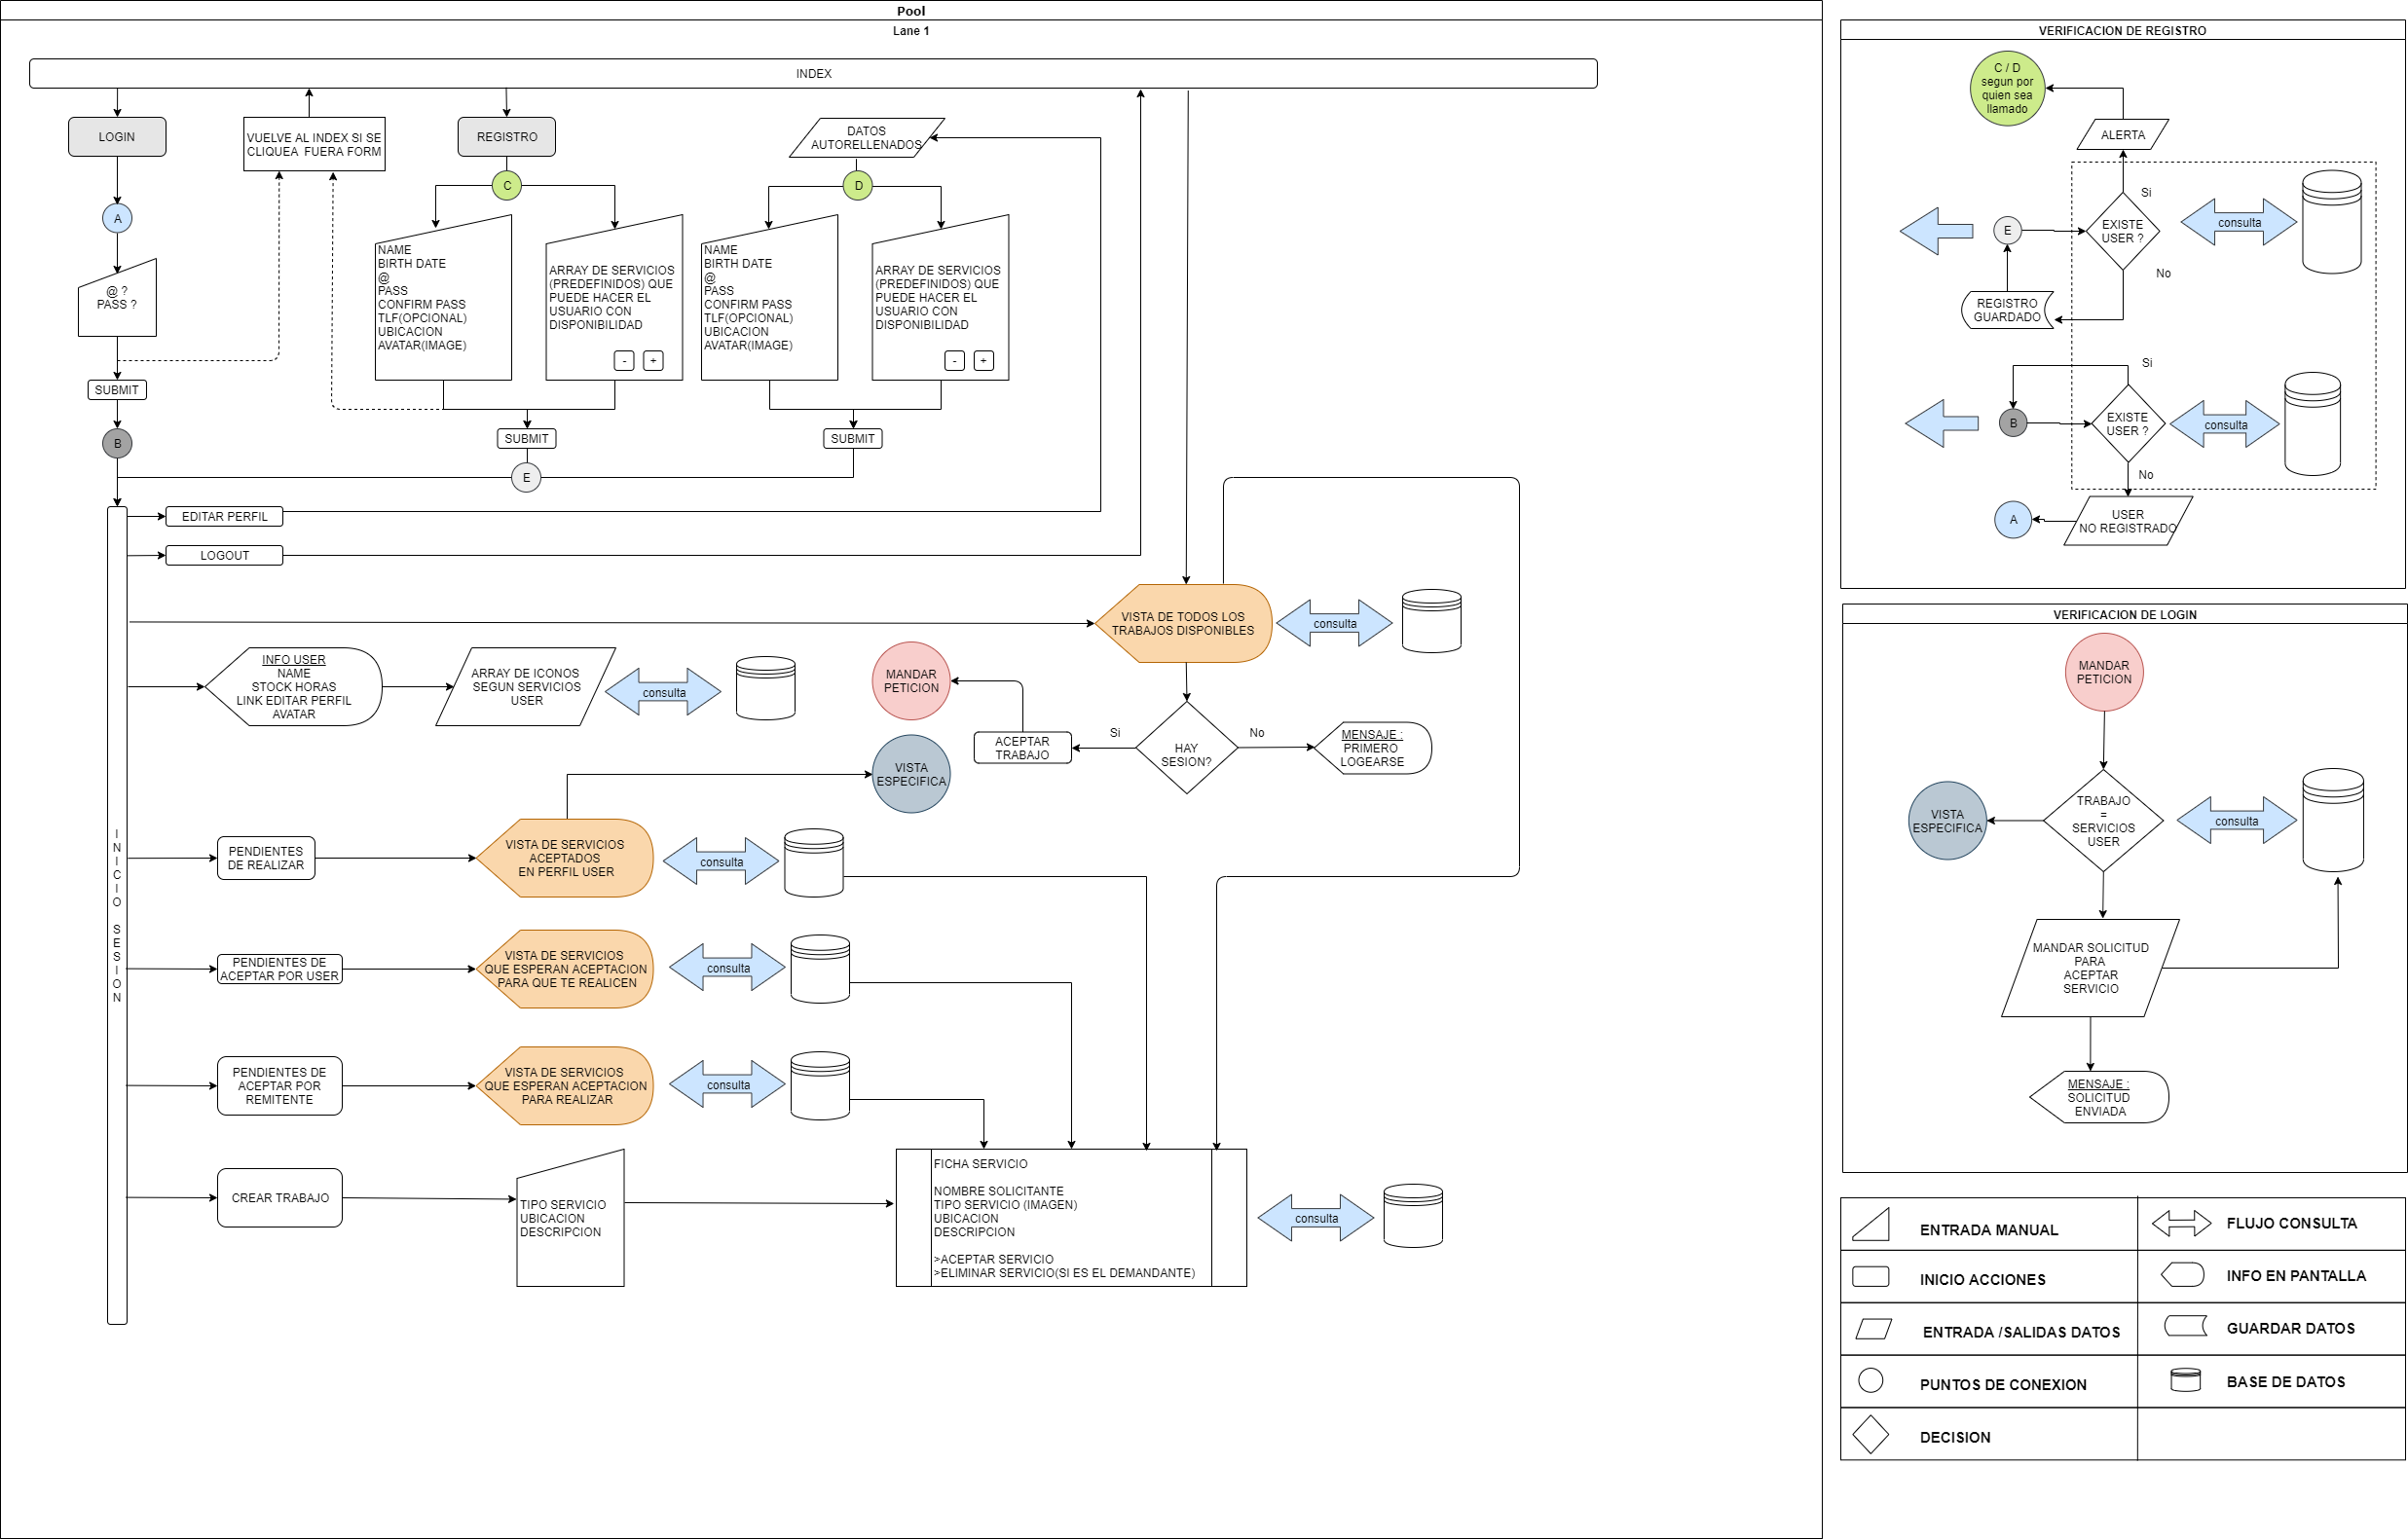 Pool
Lane 1
INDEX
LOGIN
VUELVE AL INDEX SI SE
CLIQUEA FUERA FORM
REGISTRO
DATOS
AUTORELLENADOS
A
C
D
@ ?
PASS ?
NAME
BIRTH DATE
@
PASS
CONFIRM PASS
TLF(OPCIONAL)
UBICACION
AVATAR(IMAGE)
ARRAY DE SERVICIOS
(PREDEFINIDOS) QUE
PUEDE HACER EL
USUARIO CON
DISPONIBILIDAD
-
+
NAME
BIRTH DATE
@
PASS
CONFIRM PASS
TLF(OPCIONAL)
UBICACION
AVATAR(IMAGE)
ARRAY DE SERVICIOS
(PREDEFINIDOS) QUE
PUEDE HACER EL
USUARIO CON
DISPONIBILIDAD
-
+
SUBMIT
B
SUBMIT
SUBMIT
E
EDITAR PERFIL
LOGOUT
VISTA DE TODOS LOS
TRABAJOS DISPONIBLES
consulta
INFO USER
NAME
STOCK HORAS
LINK EDITAR PERFIL
AVATAR
ARRAY DE ICONOS
SEGUN SERVICIOS
USER
consulta
MANDAR
PETICION
ACEPTAR
TRABAJO
Si
HAY
SESION?
No
MENSAJE :
PRIMERO
LOGEARSE
VISTA
ESPECIFICA
INICIO SESION
PENDIENTES
DE REALIZAR
VISTA DE SERVICIOS
ACEPTADOS
EN PERFIL USER
consulta
PENDIENTES DE
ACEPTAR POR USER
VISTA DE SERVICIOS
QUE ESPERAN ACEPTACION
PARA QUE TE REALICEN
consulta
PENDIENTES DE
ACEPTAR POR
REMITENTE
VISTA DE SERVICIOS
QUE ESPERAN ACEPTACION
PARA REALIZAR
consulta
CREAR TRABAJO
TIPO SERVICIO
UBICACION
DESCRIPCION
FICHA SERVICIO
NOMBRE SOLICITANTE
TIPO SERVICIO (IMAGEN)
UBICACION
DESCRIPCION
>ACEPTAR SERVICIO
>ELIMINAR SERVICIO(SI ES EL DEMANDANTE)
consulta
VERIFICACION DE REGISTRO
C / D
segun por
quien sea
llamado
ALERTA
Si
E
EXISTE
USER ?
consulta
No
REGISTRO
GUARDADO
Si
B
EXISTE
USER ?
consulta
No
A
USER
NO REGISTRADO
VERIFICACION DE LOGIN
MANDAR
PETICION
VISTA
ESPECIFICA
TRABAJO
=
SERVICIOS
USER
consulta
MANDAR SOLICITUD
PARA
ACEPTAR
SERVICIO
MENSAJE :
SOLICITUD
ENVIADA
ENTRADA MANUAL
FLUJO CONSULTA
INICIO ACCIONES
INFO EN PANTALLA
ENTRADA /SALIDAS DATOS
GUARDAR DATOS
PUNTOS DE CONEXION
BASE DE DATOS
DECISION